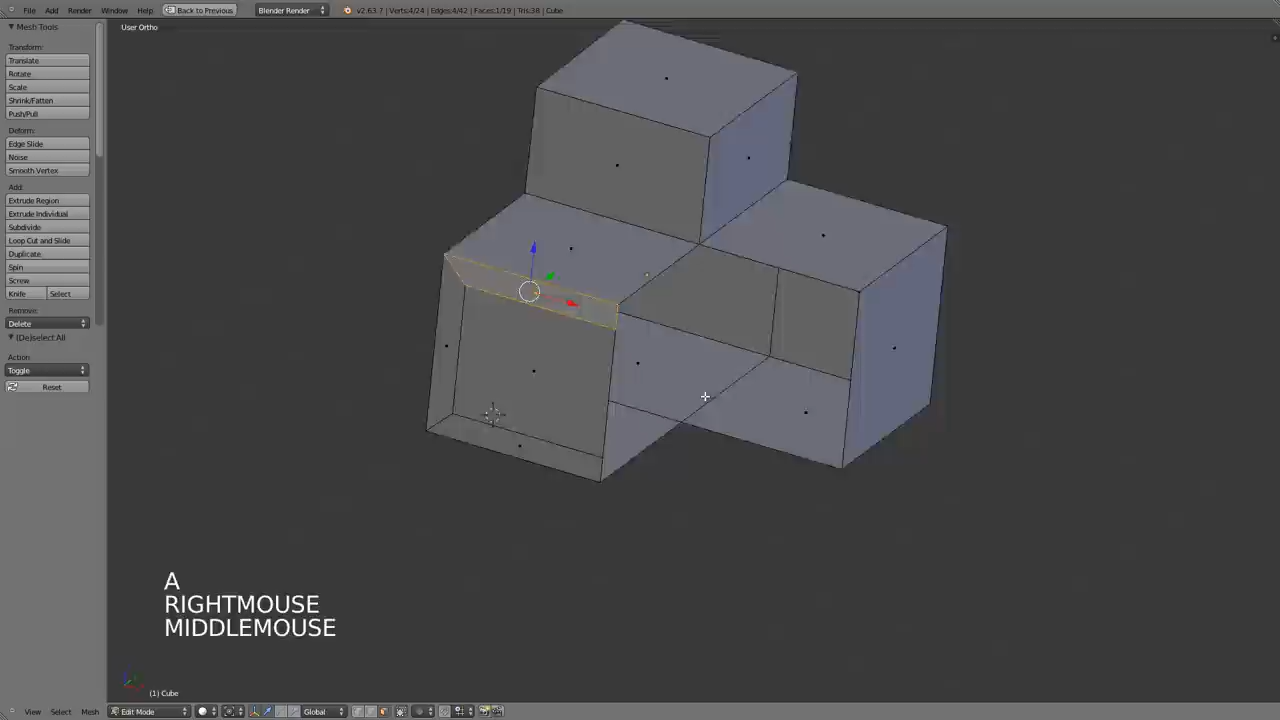 File Add Render Window Help Back to Previous Blender Render v2.63.7 | Verts:4/24 | Edges:4/42 | Faces:1/19 | Tris:38 | Cube
Mesh Tools
User Ortho
Transform:
Translate
Rotate
Scale
Shrink/Fatten
Push/Pull
Deform:
Edge Slide
Noise
Smooth Vertex
Add:
Extrude Region
Extrude Individual
Subdivide
Loop Cut and Slide
Duplicate
Spin
Screw
Knife Select
Remove:
Delete
(De)select All
Action
Toggle
Reset
A
RIGHTMOUSE
MIDDLEMOUSE
(1) Cube
View Select Mesh Edit Mode Global